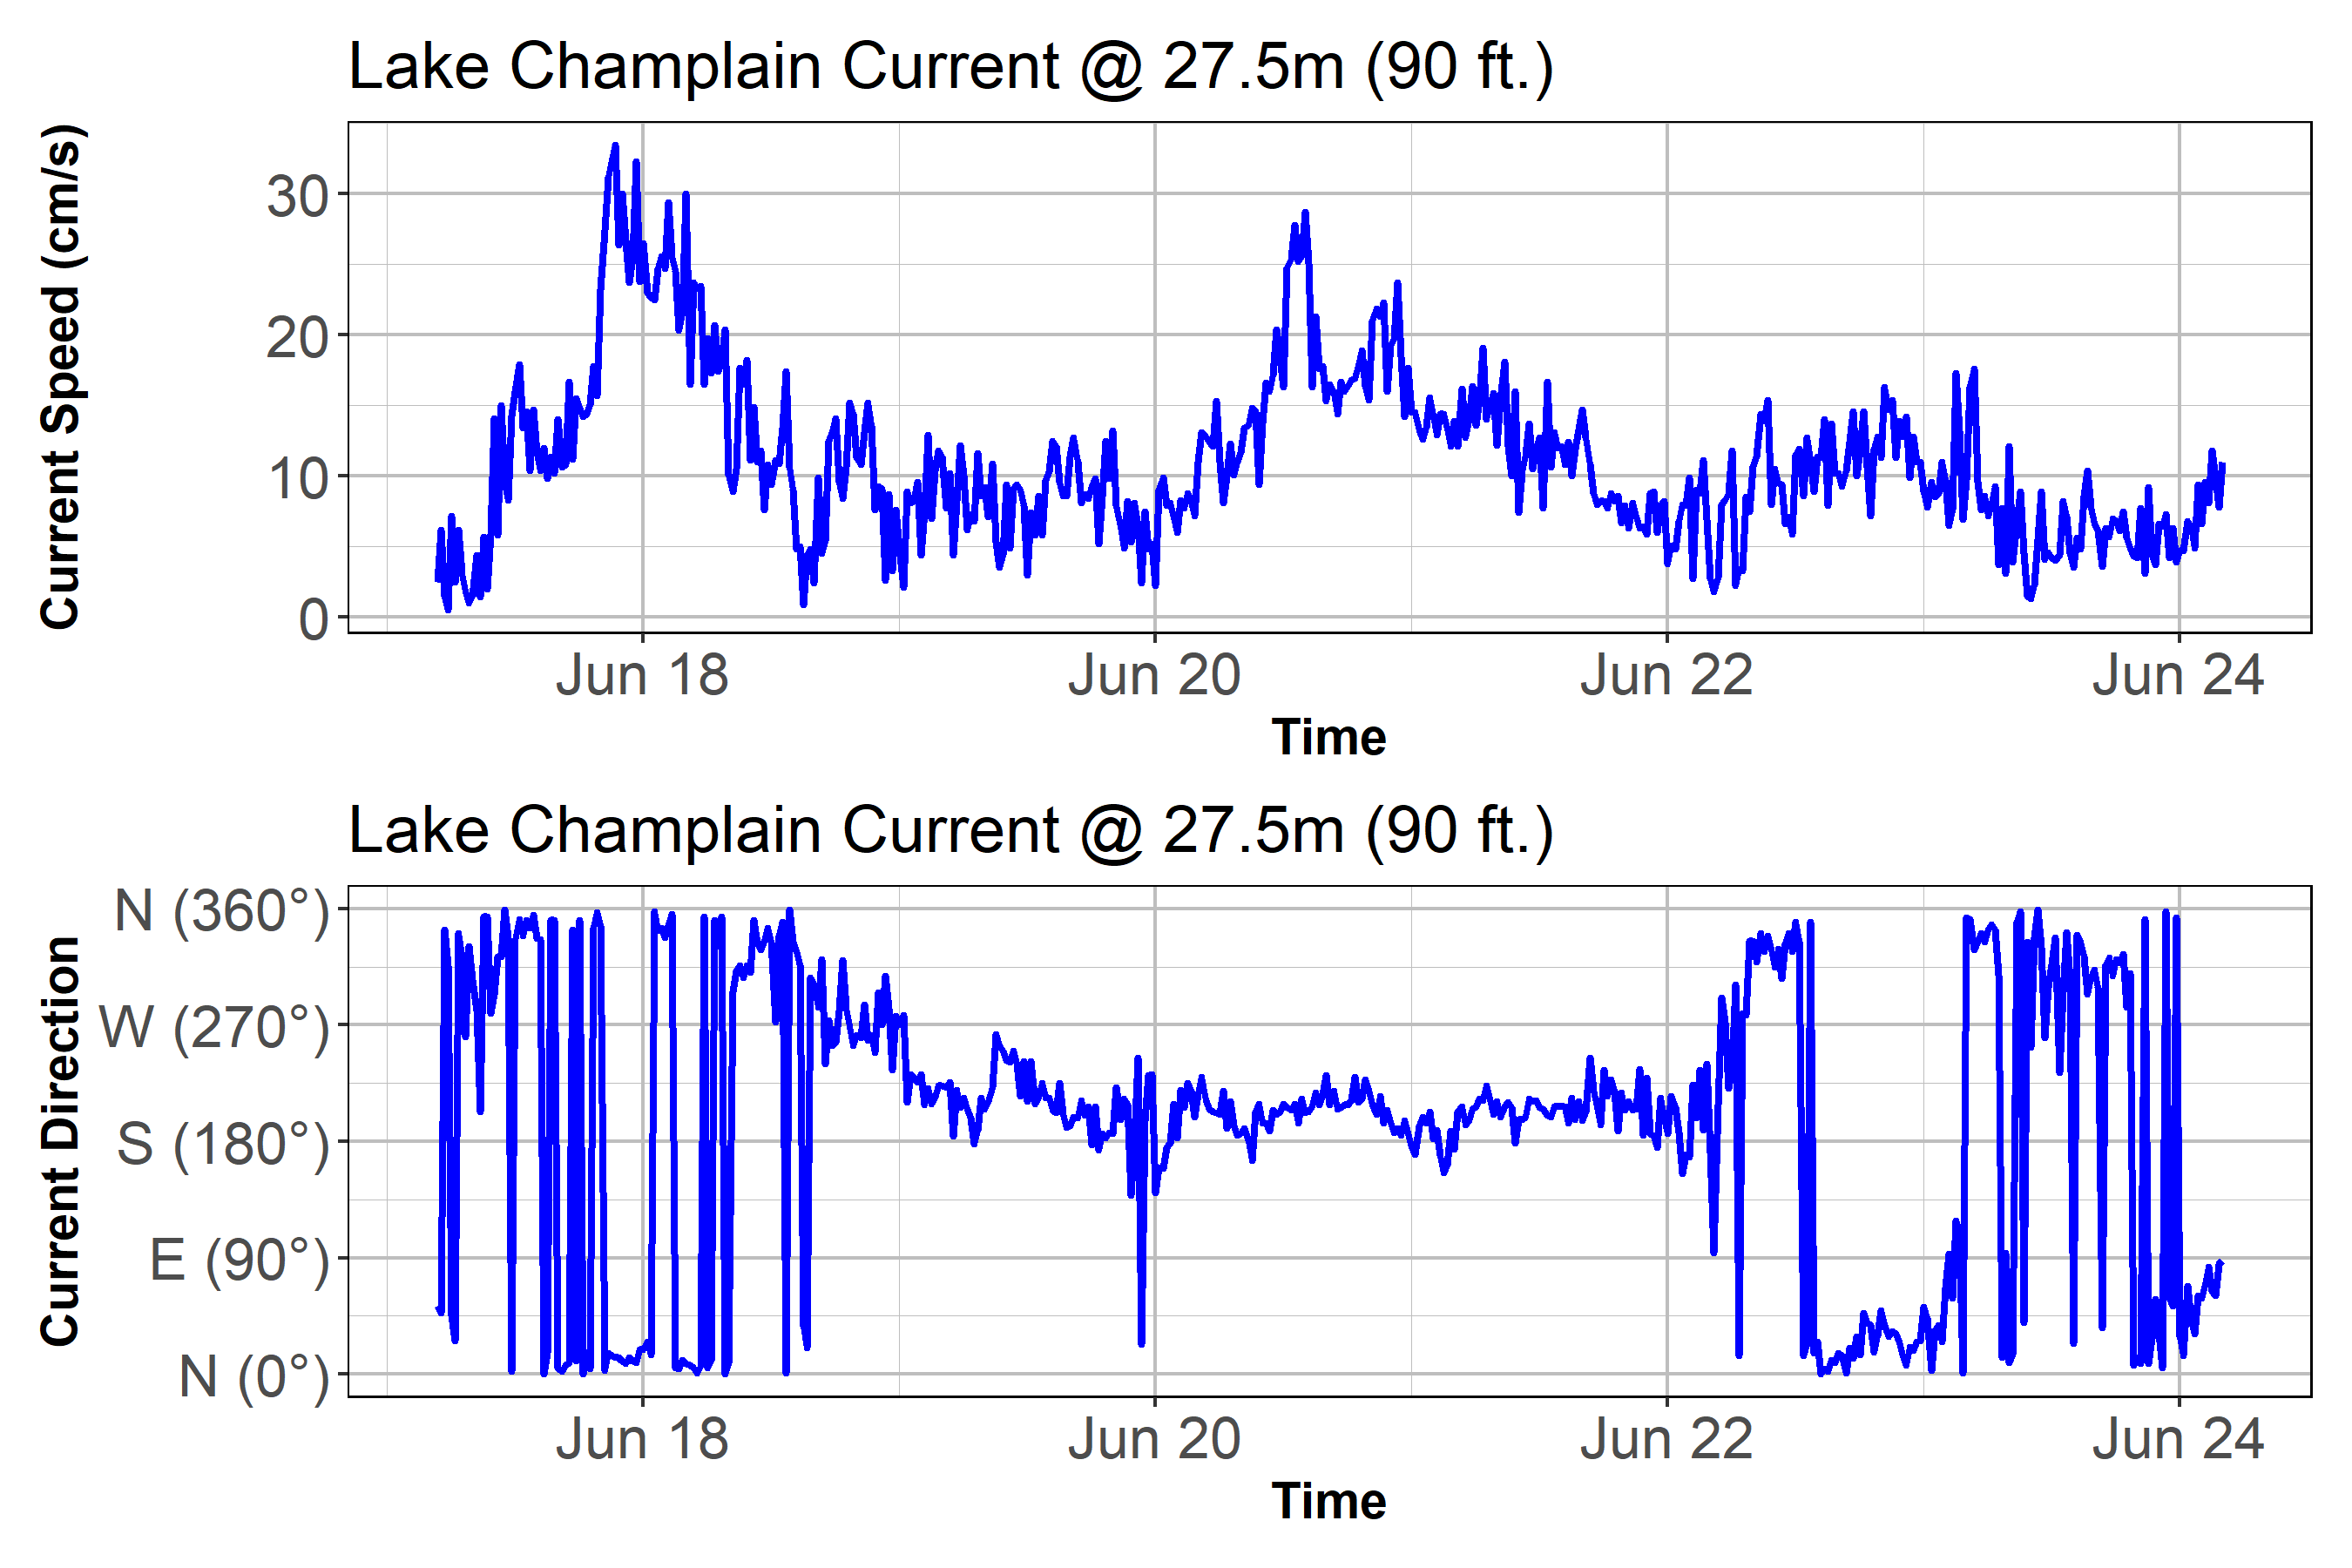 Lake Champlain Current @ 27.5m (90 ft.)
Current Speed (cm/s)
30
20
10
0
Jun 18 Jun 20 Jun 22 Jun 24
Time
Lake Champlain Current @ 27.5m (90 ft.)
Current Direction
N (360°)
W (270°)
S (180°)
E (90°)
N (0°)
Jun 18 Jun 20 Jun 22 Jun 24
Time